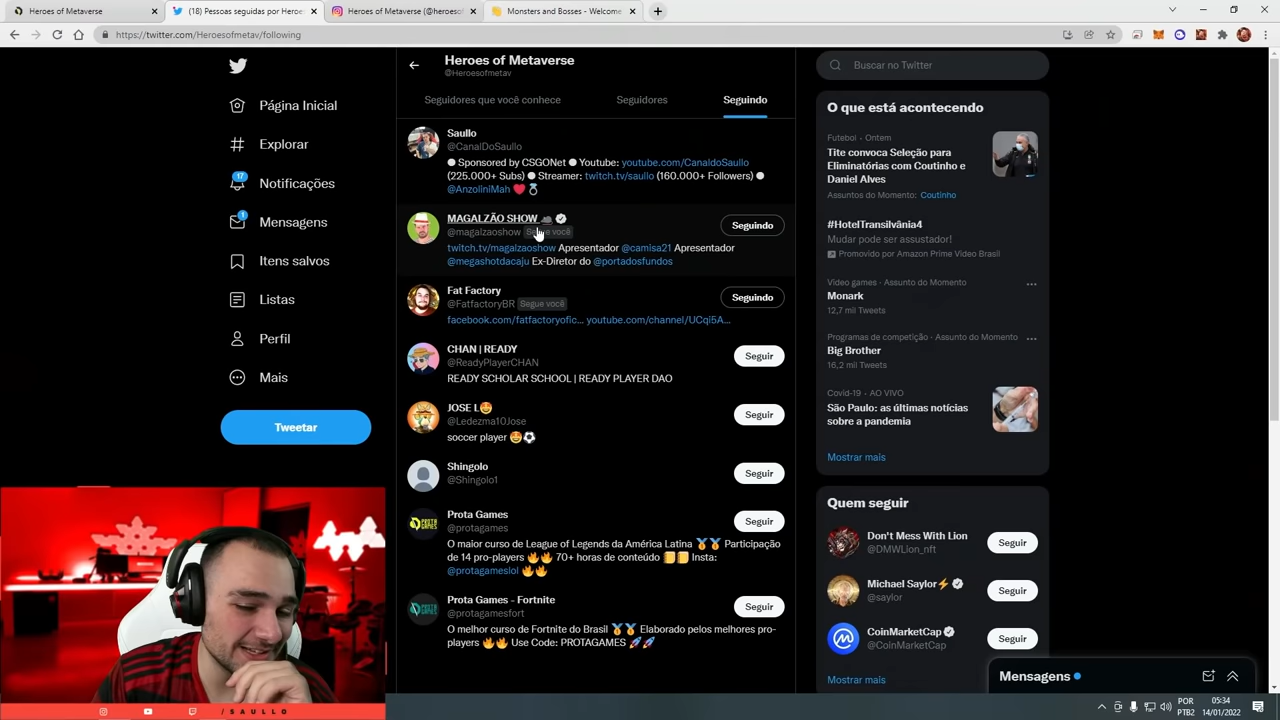 Heroes of Metaverse
(18) Pessoas seguidas por Heroes
Heroes of Metaverse (@heroesof
Monsters and Bosses - Welcome
https://twitter.com/Heroesofmetav/following
Página Inicial
Explorar
17
Notificações
1
Mensagens
Itens salvos
Listas
Perfil
Mais
Tweetar
Heroes of Metaverse
@Heroesofmetav
Seguidores que você conhece
Seguidores
Seguindo
Saullo
@CanalDoSaullo
Sponsored by CSGONet ● Youtube: youtube.com/CanaldoSaullo
(225.000+ Subs) ● Streamer: twitch.tv/saullo (160.000+ Followers) ●
@AnzoliniMah ❤️ 💍
MAGALZÃO SHOW
@magalzaoshow Segue você
Seguindo
twitch.tv/magalzaoshow Apresentador @camisa21 Apresentador
@megashotdacaju Ex-Diretor do @portadosfundos
Fat Factory
@FatfactoryBR Segue você
Seguindo
facebook.com/fatfactoryofic... youtube.com/channel/UCqi5A...
CHAN | READY
@ReadyPlayerCHAN
Seguir
READY SCHOLAR SCHOOL | READY PLAYER DAO
JOSE L🤩
@Ledezma10Jose
Seguir
soccer player 🤩⚽
Shingolo
@Shingolo1
Seguir
Prota Games
@protagames
Seguir
O maior curso de League of Legends da América Latina 🏅🏅 Participação
de 14 pro-players 🔥🔥 70+ horas de conteúdo 📒📒 Insta:
@protagameslol 🔥🔥
Prota Games - Fortnite
@protagamesfort
Seguir
O melhor curso de Fortnite do Brasil 🏅🏅 Elaborado pelos melhores pro-
players 🔥🔥 Use Code: PROTAGAMES 🚀🚀
Buscar no Twitter
O que está acontecendo
Futebol · Ontem
Tite convoca Seleção para
Eliminatórias com Coutinho e
Daniel Alves
Assuntos do Momento: Coutinho
#HotelTransilvânia4
Mudar pode ser assustador!
Promovido por Amazon Prime Video Brasil
Video games · Assunto do Momento
Monark
12,7 mil Tweets
Programas de competição · Assunto do Momento
Big Brother
16,2 mil Tweets
Covid-19 · AO VIVO
São Paulo: as últimas notícias
sobre a pandemia
Mostrar mais
Quem seguir
Don't Mess With Lion
@DMWLion_nft
Seguir
Michael Saylor⚡
@saylor
Seguir
CoinMarketCap
@CoinMarketCap
Seguir
Mostrar mais
Mensagens
/SAULLO
POR
PTB2
05:34
14/01/2022